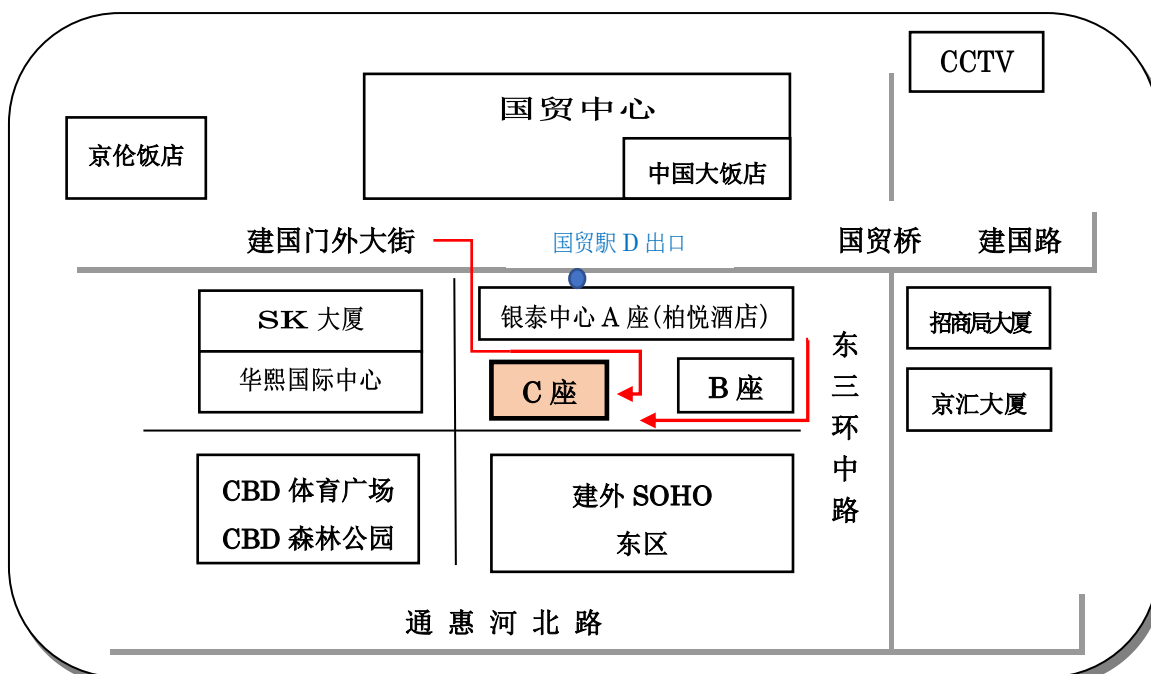 CCTV
国贸中心
京伦饭店
中国大饭店
建国门外大街
国贸駅 D 出口
国贸桥
建国路
SK 大厦
银泰中心 A 座(柏悦酒店)
招商局大厦
华熙国际中心
C 座
B 座
京汇大厦
东三环中路
CBD 体育广场
CBD 森林公园
建外 SOHO
东区
通惠河北路